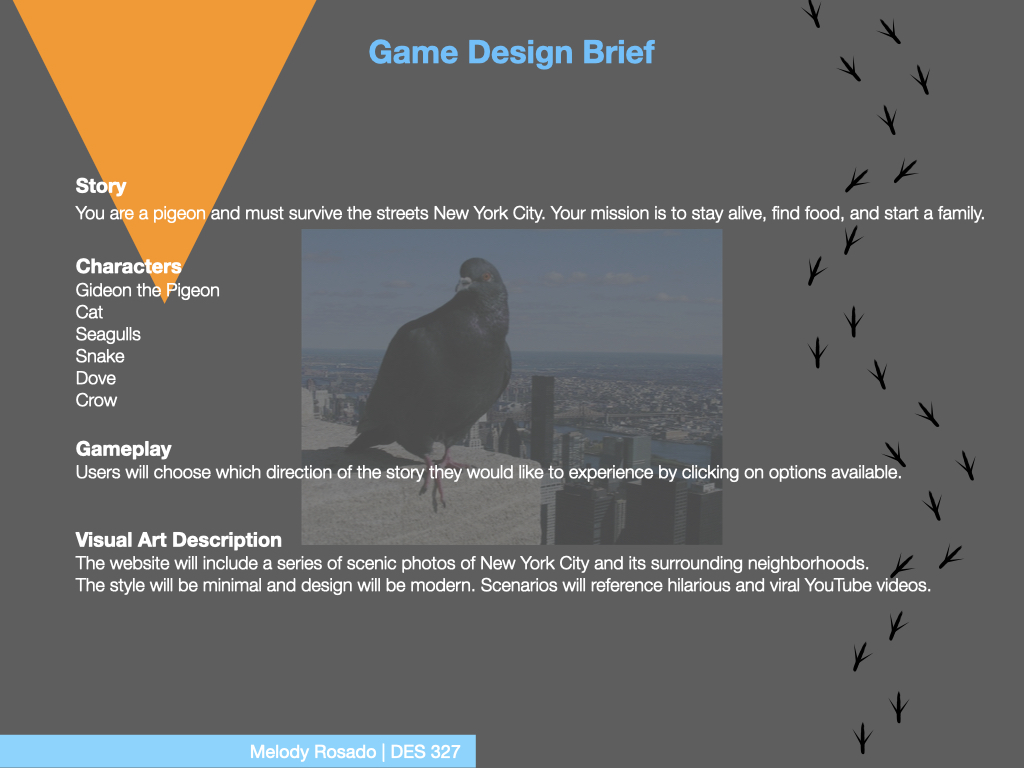 Game Design Brief
Story
You are a pigeon and must survive the streets New York City. Your mission is to stay alive, find food, and start a family.
Characters
Gideon the Pigeon
Cat
Seagulls
Snake
Dove
Crow
Gameplay
Users will choose which direction of the story they would like to experience by clicking on options available.
Visual Art Description
The website will include a series of scenic photos of New York City and its surrounding neighborhoods.
The style will be minimal and design will be modern. Scenarios will reference hilarious and viral YouTube videos.
Melody Rosado | DES 327